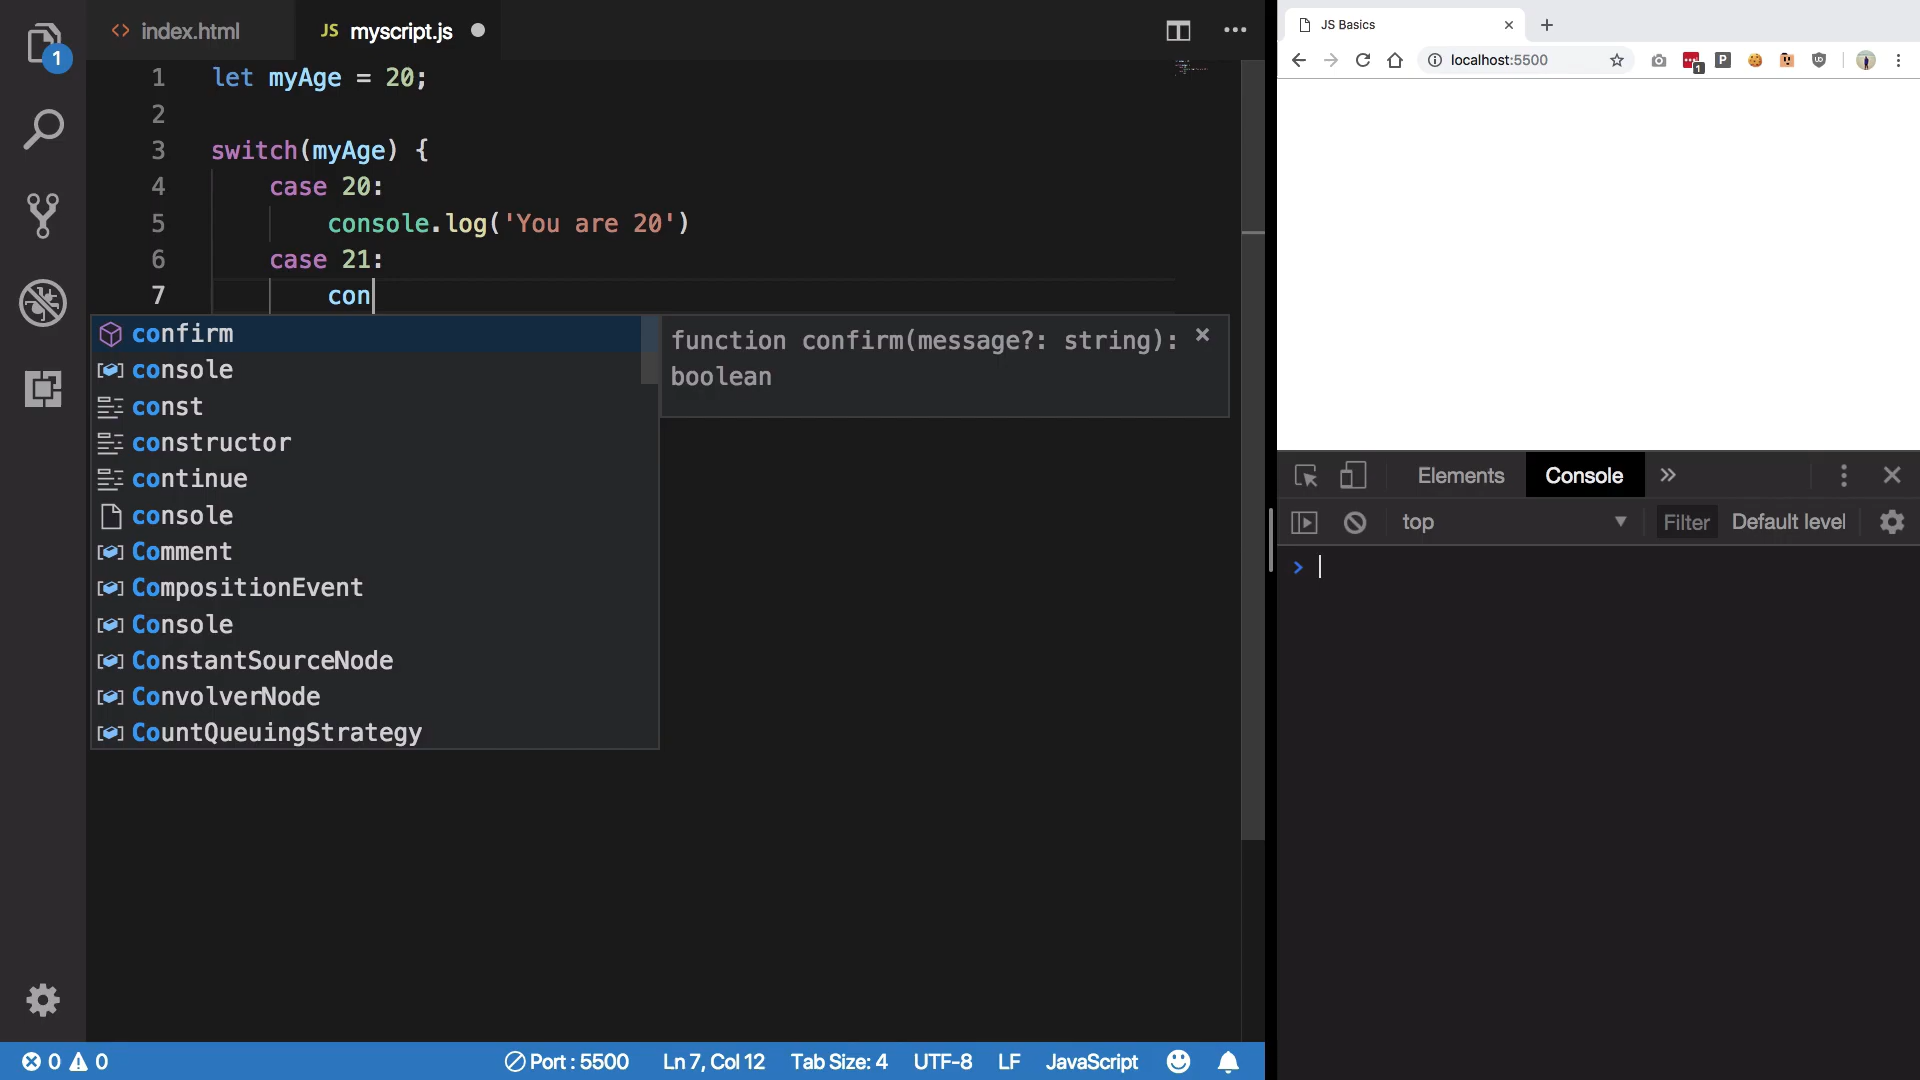 1
index.html
JS myscript.js
1 let myAge = 20;
2
3 switch(myAge) {
4 case 20:
5 console.log('You are 20')
6 case 21:
7 con
confirm
console
const
constructor
continue
console
Comment
CompositionEvent
Console
ConstantSourceNode
ConvolverNode
CountQueuingStrategy
function confirm(message?: string):
boolean
0 0
Port : 5500
Ln 7, Col 12
Tab Size: 4
UTF-8
LF
JavaScript
JS Basics
localhost:5500
1
P
Elements
Console
top
Filter
Default level